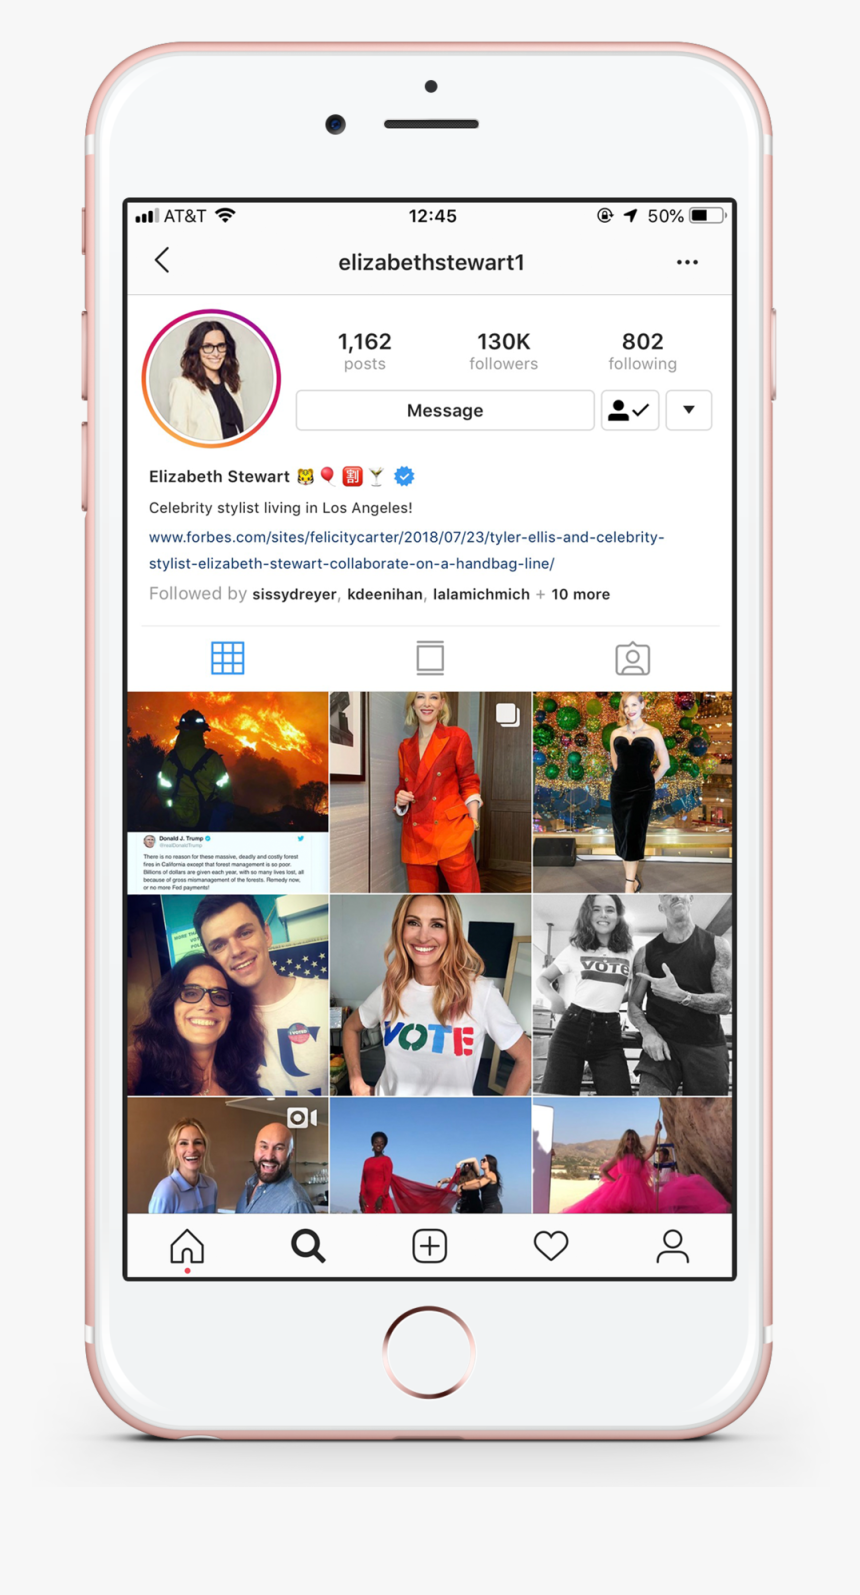 AT&T 12:45 50%
elizabethstewart1
1,162 130K 802
posts followers following
Message
Elizabeth Stewart 🐯🎈🈹🍸
Celebrity stylist living in Los Angeles!
www.forbes.com/sites/felicitycarter/2018/07/23/tyler-ellis-and-celebrity-
stylist-elizabeth-stewart-collaborate-on-a-handbag-line/
Followed by sissydreyer, kdeenihan, lalamichmich + 10 more
Donald J. Trump
@realDonaldTrump
There is no reason for these massive, deadly and costly forest
fires in California except that forest management is so poor.
Billions of dollars are given each year, with so many lives lost, all
because of gross mismanagement of the forests. Remedy now,
or no more Fed payments!
VOTE
VOTE